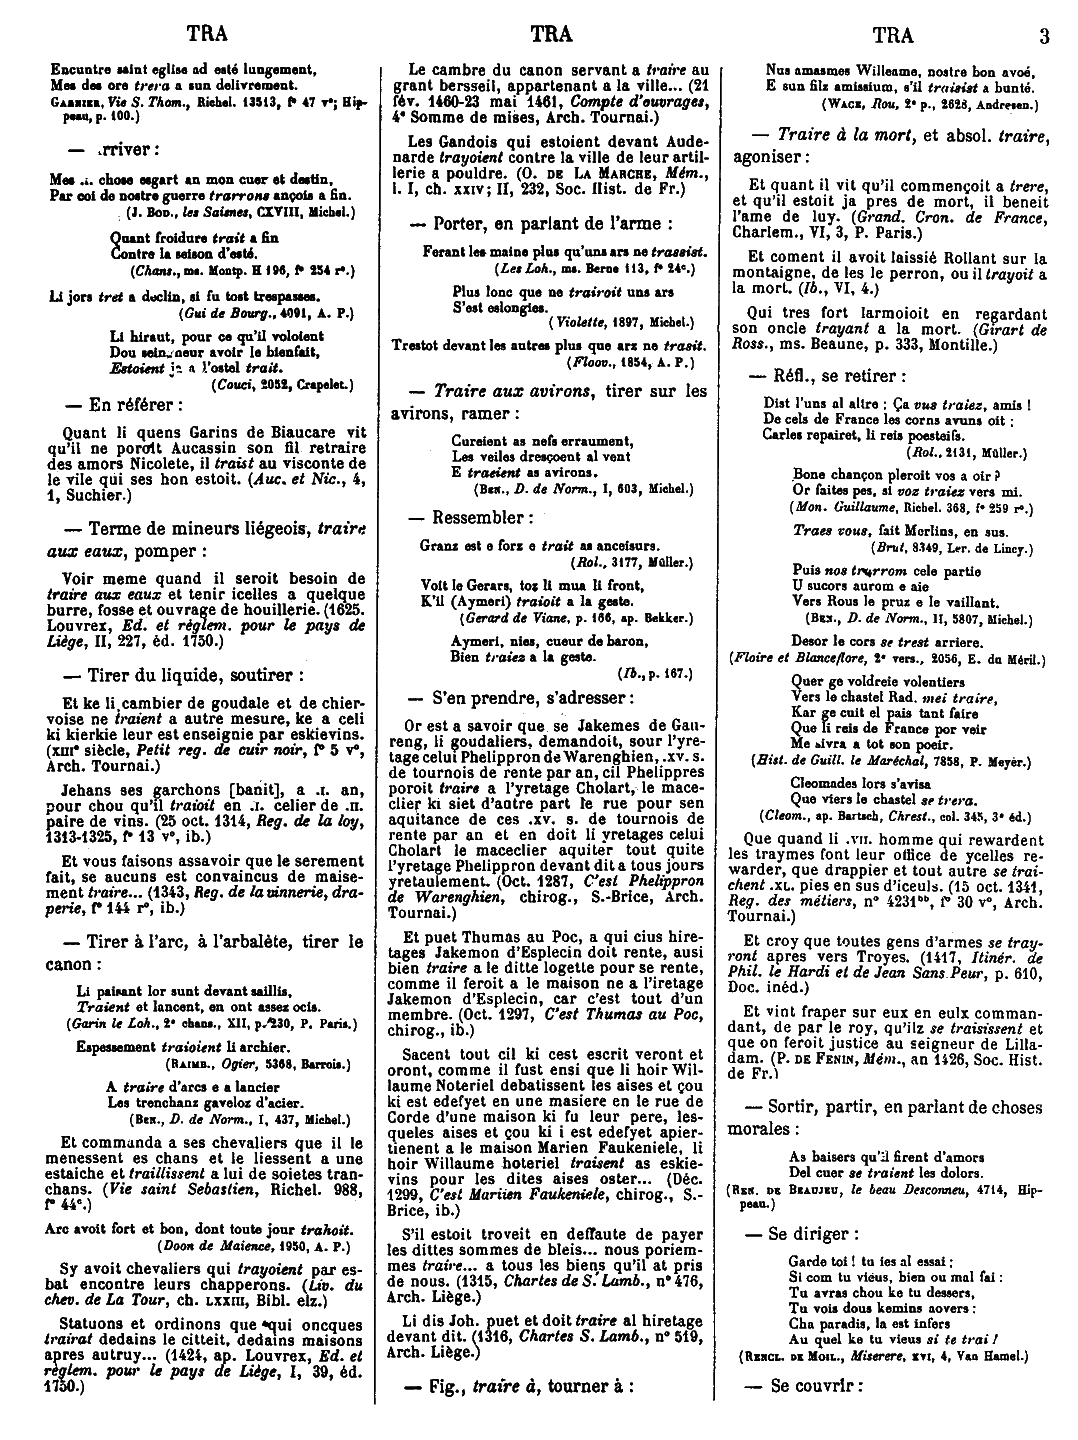 TRA
TRA
TRA
3
Encuntre saint eglise ad esté lungement,
Mes des ore trera a sun delivrement.
GARNIER, Vie S. Thom., Richel. 13513, f° 47 v°; Hip-
peau, p. 100.)
— .rriver :
Mes .i. chose esgart an mon cuer et destin,
Par coi de nostre guerre trarrons ançois a fin.
(J. BOD., les Saisnes, CXVIII, Michel.)
Quant froidure trait a fin
Contre la seison d'esté.
(Chans., ms. Montp. H 196, f° 254 r°.)
Li jors tret a declin, si fu tost trespasses.
(Gui de Bourg., 4091, A. P.)
Li hiraut, pour ce qu'il voloient
Dou seingneur avoir le bienfait,
Estoient ja a l'ostel trait.
(Couci, 2052, Crapelet.)
— En référer :
Quant li quens Garins de Biaucare vit
qu'il ne poroit Aucassin son fil retraire
des amors Nicolete, il traist au visconte de
le vile qui ses hon estoit. (Auc. et Nic., 4,
1, Suchier.)
— Terme de mineurs liégeois, traire
aux eaux, pomper :
Voir meme quand il seroit besoin de
traire aux eaux et tenir icelles a quelque
burre, fosse et ouvrage de houillerie. (1625.
Louvrex, Ed. et réglem. pour le pays de
Liège, II, 227, éd. 1750.)
— Tirer du liquide, soutirer :
Et ke li cambier de goudale et de chier-
voise ne traient a autre mesure, ke a celi
ki kierkie leur est enseignie par eskievins.
(XIII° siècle, Petit reg. de cuir noir, f° 5 v°,
Arch. Tournai.)
Jehans ses garchons [banit], a .I. an,
pour chou qu'il traioit en .I. celier de .II.
paire de vins. (25 oct. 1314, Reg. de la loy,
1313-1325, f° 13 v°, ib.)
Et vous faisons assavoir que le serement
fait, se aucuns est convaincus de maise-
ment traire... (1343, Reg. de la vinnerie, dra-
perie, f° 144 r°, ib.)
— Tirer à l'arc, à l'arbalète, tirer le
canon :
Li paisant lor sunt devant saillis,
Traient et lancent, en ont assez ocis.
(Garin le Loh., 2° chans., XII, p. 230, P. Paris.)
Espessement traioient li archier.
(RAIMB., Ogier, 5368, Barrois.)
A traire d'arcs e a lancier
Les trenchanz gaveloz d'acier.
(BEN., D. de Norm., I, 437, Michel.)
Et commanda a ses chevaliers que il le
menessent es chans et le liessent a une
estaiche et traillissent a lui de soietes tran-
chans. (Vie saint Sebastien, Richel. 988,
f° 44°.)
Arc avoit fort et bon, dont toute jour trahoit.
(Doon de Maience, 1950, A. P.)
Sy avoit chevaliers qui trayoient par es-
bat encontre leurs chapperons. (Liv. du
chev. de La Tour, ch. LXXIII, Bibl. elz.)
Statuons et ordinons que quqi oncques
trairat dedains le citteit, dedains maisons
apres autruy... (1424, ap. Louvrex, Ed. et
règlem. pour le pays de Liège, I, 39, éd.
1750.)
Le cambre du canon servant a traire au
grant bersseil, appartenant a la ville... (21
fév. 1460-23 mai 1461, Compte d'ouvrages,
4° Somme de mises, Arch. Tournai.)
Les Gandois qui estoient devant Aude-
narde trayoient contre la ville de leur artil-
lerie a pouldre. (O. DE LA MARCHE, Mém.,
l. I, ch. XXIV; II, 232, Soc. Hist. de Fr.)
— Porter, en parlant de l'arme :
Ferant les maine plus qu'uns ars ne trassist.
(Les Loh., ms. Berne 113, f° 24°.)
Plus lonc que ne trairoit uns ars
S'est eslongies.
(Violette, 1897, Michel.)
Trestot devant les autres plus que arz ne trasit.
(Floov., 1854, A. P.)
— Traire aux avirons, tirer sur les
avirons, ramer :
Cureient as nefs erraument,
Les veiles dresçoent al vent
E traeient as avirons.
(BEN., D. de Norm., I, 603, Michel.)
— Ressembler :
Granz est e forz e trait as anceisurs.
(Rol., 3177, Müller.)
Voit le Gerars, toz li mua li front,
K'il (Aymeri) traioit a la geste.
(Gerard de Viane, p. 166, ap. Bekker.)
Aymeri, nies, cueur de baron,
Bien traiez a la geste.
(Ib., p. 167.)
— S'en prendre, s'adresser :
Or est a savoir que se Jakemes de Gau-
reng, li goudaliers, demandoit, sour l'yre-
tage celui Phelippron de Warenghien, .XV. s.
de tournois de rente par an, cil Phelippres
poroit traire a l'yretage Cholart, le mace-
clier ki siet d'autre part le rue pour sen
aquitance de ces .XV. s. de tournois de
rente par an et en doit li yretages celui
Cholart le maceclier aquiter tout quite
l'yretage Phelippron devant dit a tous jours
yretaulement. (Oct. 1287, C'est Phelippron
de Warenghien, chirog., S.-Brice, Arch.
Tournai.)
Et puet Thumas au Poc, a qui cius hire-
tages Jakemon d'Esplecin doit rente, ausi
bien traire a le ditte logette pour se rente,
comme il feroit a le maison ne a l'iretage
Jakemon d'Esplecin, car c'est tout d'un
membre. (Oct. 1297, C'est Thumas au Poc,
chirog., ib.)
Sacent tout cil ki cest escrit veront et
oront, comme il fust ensi que li hoir Wil-
laume Noteriel debatissent les aises et çou
ki est edefyet en une masiere en le rue de
Corde d'une maison ki fu leur pere, les-
queles aises et çou ki i est edefyet apier-
tienent a le maison Marien Faukeniele, li
hoir Willaume hoteriel traisent as eskie-
vins pour les dites aises oster... (Déc.
1299, C'est Mariien Faukeniele, chirog., S.-
Brice, ib.)
S'il estoit troveit en deffaute de payer
les dittes sommes de bleis... nous poriem-
mes traire... a tous les biens qu'il at pris
de nous. (1315, Chartes de S. Lamb., n° 476,
Arch. Liège.)
Li dis Joh. puet et doit traire al hiretage
devant dit. (1316, Chartes S. Lamb., n° 519,
Arch. Liège.)
— Fig., traire à, tourner à :
Nus amasmes Willeame, nostre bon avoé,
E sun filz amissium, s'il traisist a bunté.
(WACE, Rou, 2° p., 2628, Andresen.)
— Traire à la mort, et absol. traire,
agoniser :
Et quant il vit qu'il commençoit a trere,
et qu'il estoit ja pres de mort, il beneit
l'ame de luy. (Grand. Cron. de France,
Charlem., VI, 3, P. Paris.)
Et coment il avoit laissié Rollant sur la
montaigne, de les le perron, ou il trayoit a
la mort. (Ib., VI, 4.)
Qui tres fort larmoioit en regardant
son oncle trayant a la mort. (Girart de
Ross., ms. Beaune, p. 333, Montille.)
— Réfl., se retirer :
Dist l'uns al altre : Ça vus traiez, amis !
De cels de France les corns avuns oit ;
Carles repairet, li reis poesteifs.
(Rol., 2131, Müller.)
Bone chançon pleroit vos a oir ?
Or faites pes, si voz traiez vers mi.
(Mon. Guillaume, Richel. 368, f° 259 r°.)
Traes vous, fait Merlins, en sus.
(Brut, 8349, Ler. de Lincy.)
Puis nos trarrom cele partie
U sucors aurom e aie
Vers Rous le pruz e le vaillant.
(BEN., D. de Norm., II, 5807, Michel.)
Desor le cors se trest arriere.
(Floire et Blanceflore, 2° vers., 2056, E. du Méril.)
Quer ge voldreie volentiers
Vers le chastel Rad. mei traire,
Kar ge cuit el pais tant faire
Que li reis de France por veir
Me sivra a tot son poeir.
(Hist. de Guill. le Maréchal, 7858, P. Meyer.)
Cleomades lors s'avisa
Que viers le chastel se trera.
(Cleom., ap. Bartsch, Chrest., col. 345, 3° éd.)
Que quand li .VII. homme qui rewardent
les traymes font leur office de ycelles re-
warder, que drappier et tout autre se trai-
chent .XL. pies en sus d'iceuls. (15 oct. 1341,
Reg. des métiers, n° 4231bb, f° 30 v°, Arch.
Tournai.)
Et croy que toutes gens d'armes se tray-
ront apres vers Troyes. (1417, Itinér. de
Phil. le Hardi et de Jean Sans Peur, p. 610,
Doc. inéd.)
Et vint fraper sur eux en eulx comman-
dant, de par le roy, qu'ilz se traisissent et
que on feroit justice au seigneur de Lilla-
dam. (P. DE FENIN, Mém., an 1426, Soc. Hist.
de Fr.)
— Sortir, partir, en parlant de choses
morales :
As baisers qu'il firent d'amors
Del cuer se traient les dolors.
(REN. DE BEAUJEU, le beau Desconneu, 4714, Hip-
peau.)
— Se diriger :
Garde toi ! tu ies al essai ;
Si com tu vieus, bien ou mal fai :
Tu avras chou ke tu dessers,
Tu vois dous kemins aovers :
Cha paradis, la est infers
Au quel ke tu vieus si te trai !
(RENCL. DE MOIL., Miserere, XVI, 4, Van Hamel.)
— Se couvrir :